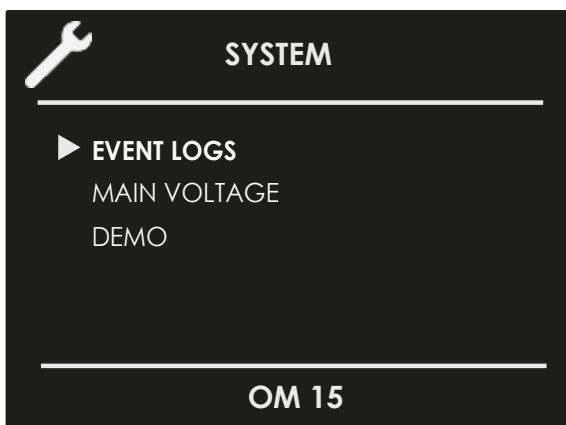 SYSTEM
EVENT LOGS
MAIN VOLTAGE
DEMO
OM 15